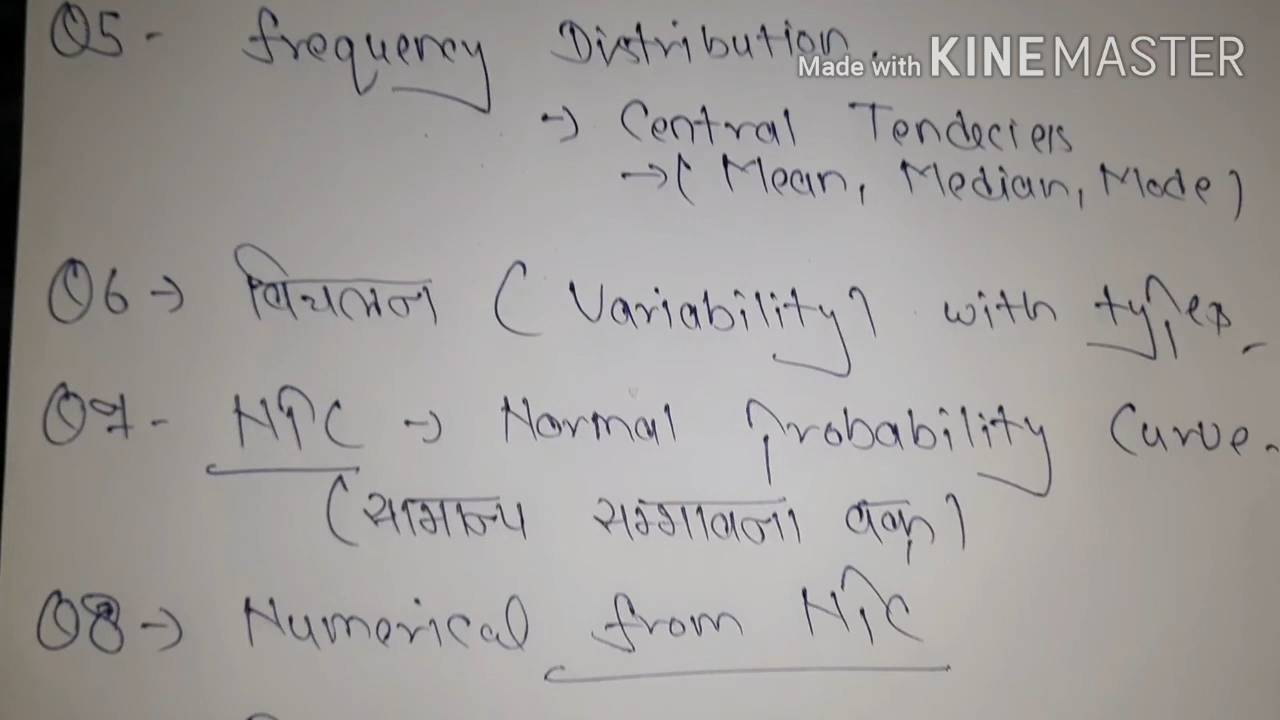 Q5- frequency Distribution.
Made with KINEMASTER
→ Central Tendeciers
→ ( Mean, Median, Mode )
Q6 → विचलन ( Variability ) with types.
Q7- NPC → Normal Probability Curve.
( सामान्य सम्भावना वक्र )
Q8 → Numerical from NPC